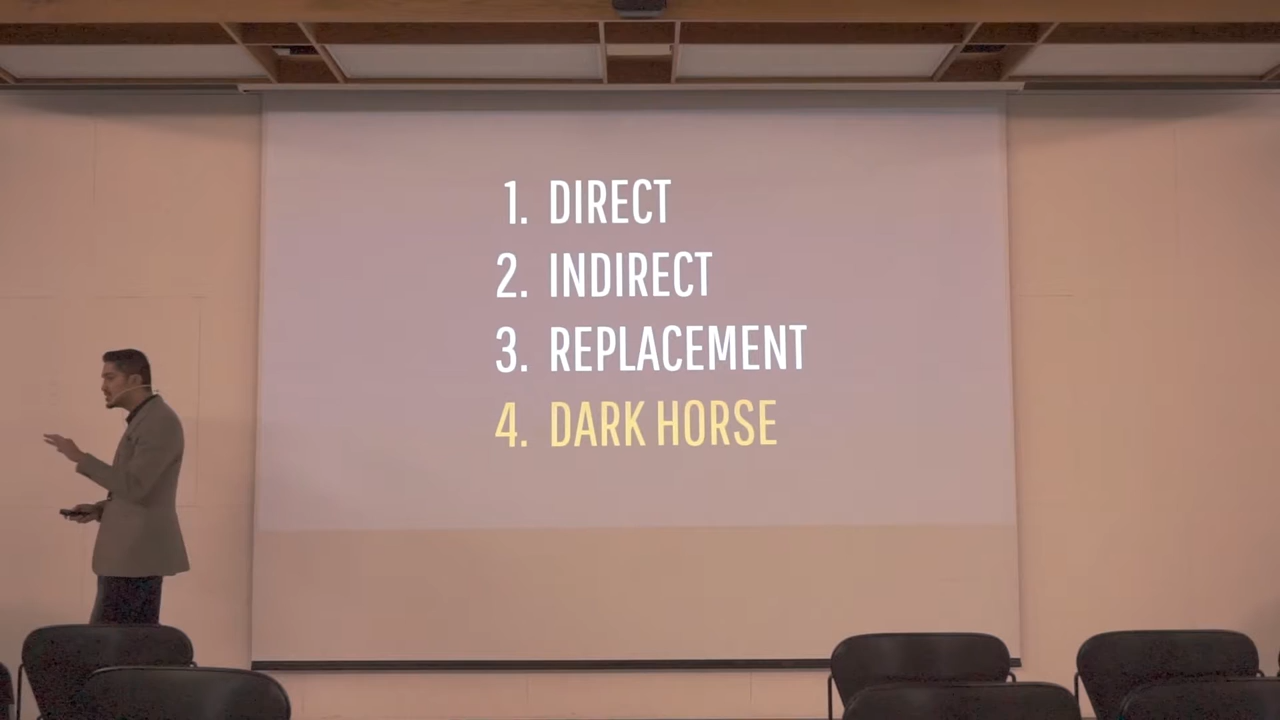 1. DIRECT
2. INDIRECT
3. REPLACEMENT
4. DARK HORSE